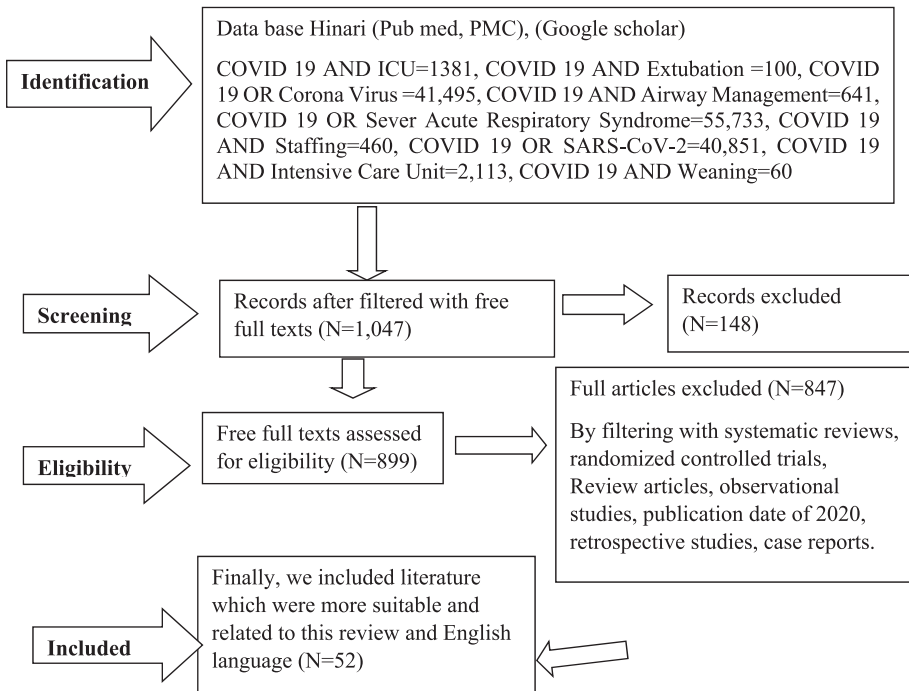 Identification
Data base Hinari (Pub med, PMC), (Google scholar)
COVID 19 AND ICU=1381, COVID 19 AND Extubation =100, COVID
19 OR Corona Virus =41,495, COVID 19 AND Airway Management=641,
COVID 19 OR Sever Acute Respiratory Syndrome=55,733, COVID 19
AND Staffing=460, COVID 19 OR SARS-CoV-2=40,851, COVID 19
AND Intensive Care Unit=2,113, COVID 19 AND Weaning=60
Screening
Records after filtered with free
full texts (N=1,047)
Records excluded
(N=148)
Eligibility
Free full texts assessed
for eligibility (N=899)
Full articles excluded (N=847)
By filtering with systematic reviews,
randomized controlled trials,
Review articles, observational
studies, publication date of 2020,
retrospective studies, case reports.
Included
Finally, we included literature
which were more suitable and
related to this review and English
language (N=52)